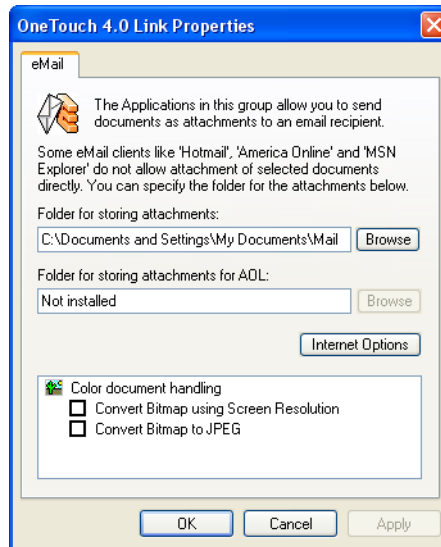 OneTouch 4.0 Link Properties
eMail
The Applications in this group allow you to send
documents as attachments to an email recipient.
Some eMail clients like 'Hotmail', 'America Online' and 'MSN
Explorer' do not allow attachment of selected documents
directly. You can specify the folder for the attachments below.
Folder for storing attachments:
C:\Documents and Settings\My Documents\Mail Browse
Folder for storing attachments for AOL:
Not installed Browse
Internet Options
Color document handling
Convert Bitmap using Screen Resolution
Convert Bitmap to JPEG
OK Cancel Apply